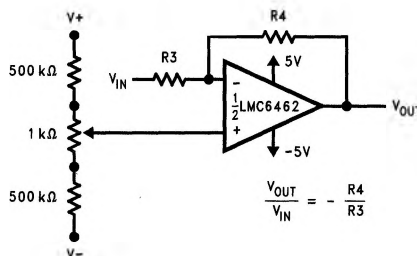 V+
R4
R3
5V
500 kΩ
VIN
-
1/2 LMC6462
VOUT
1 kΩ
+
-5V
500 kΩ
VOUT/VIN = - R4/R3
V-